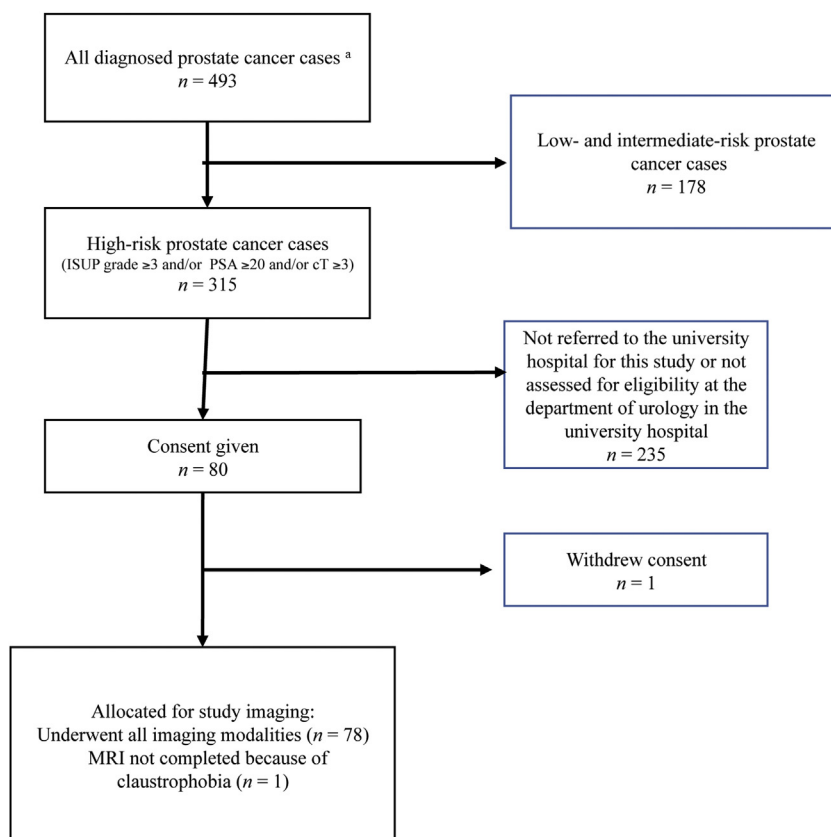 All diagnosed prostate cancer cases a
n = 493
Low- and intermediate-risk prostate
cancer cases
n = 178
High-risk prostate cancer cases
(ISUP grade ≥3 and/or PSA ≥20 and/or cT ≥3)
n = 315
Not referred to the university
hospital for this study or not
assessed for eligibility at the
department of urology in the
university hospital
n = 235
Consent given
n = 80
Withdrew consent
n = 1
Allocated for study imaging:
Underwent all imaging modalities (n = 78)
MRI not completed because of
claustrophobia (n = 1)